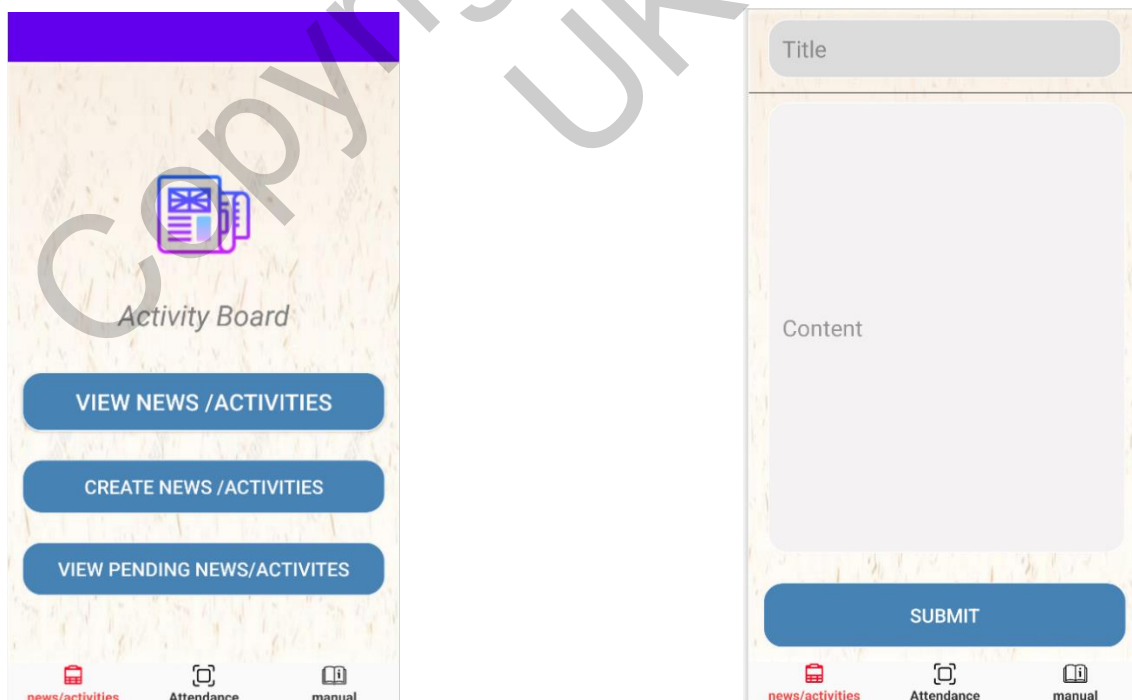 Activity Board
VIEW NEWS /ACTIVITIES
CREATE NEWS /ACTIVITIES
VIEW PENDING NEWS/ACTIVITES
news/activities
Attendance
manual
Title
Content
SUBMIT
news/activities
Attendance
manual